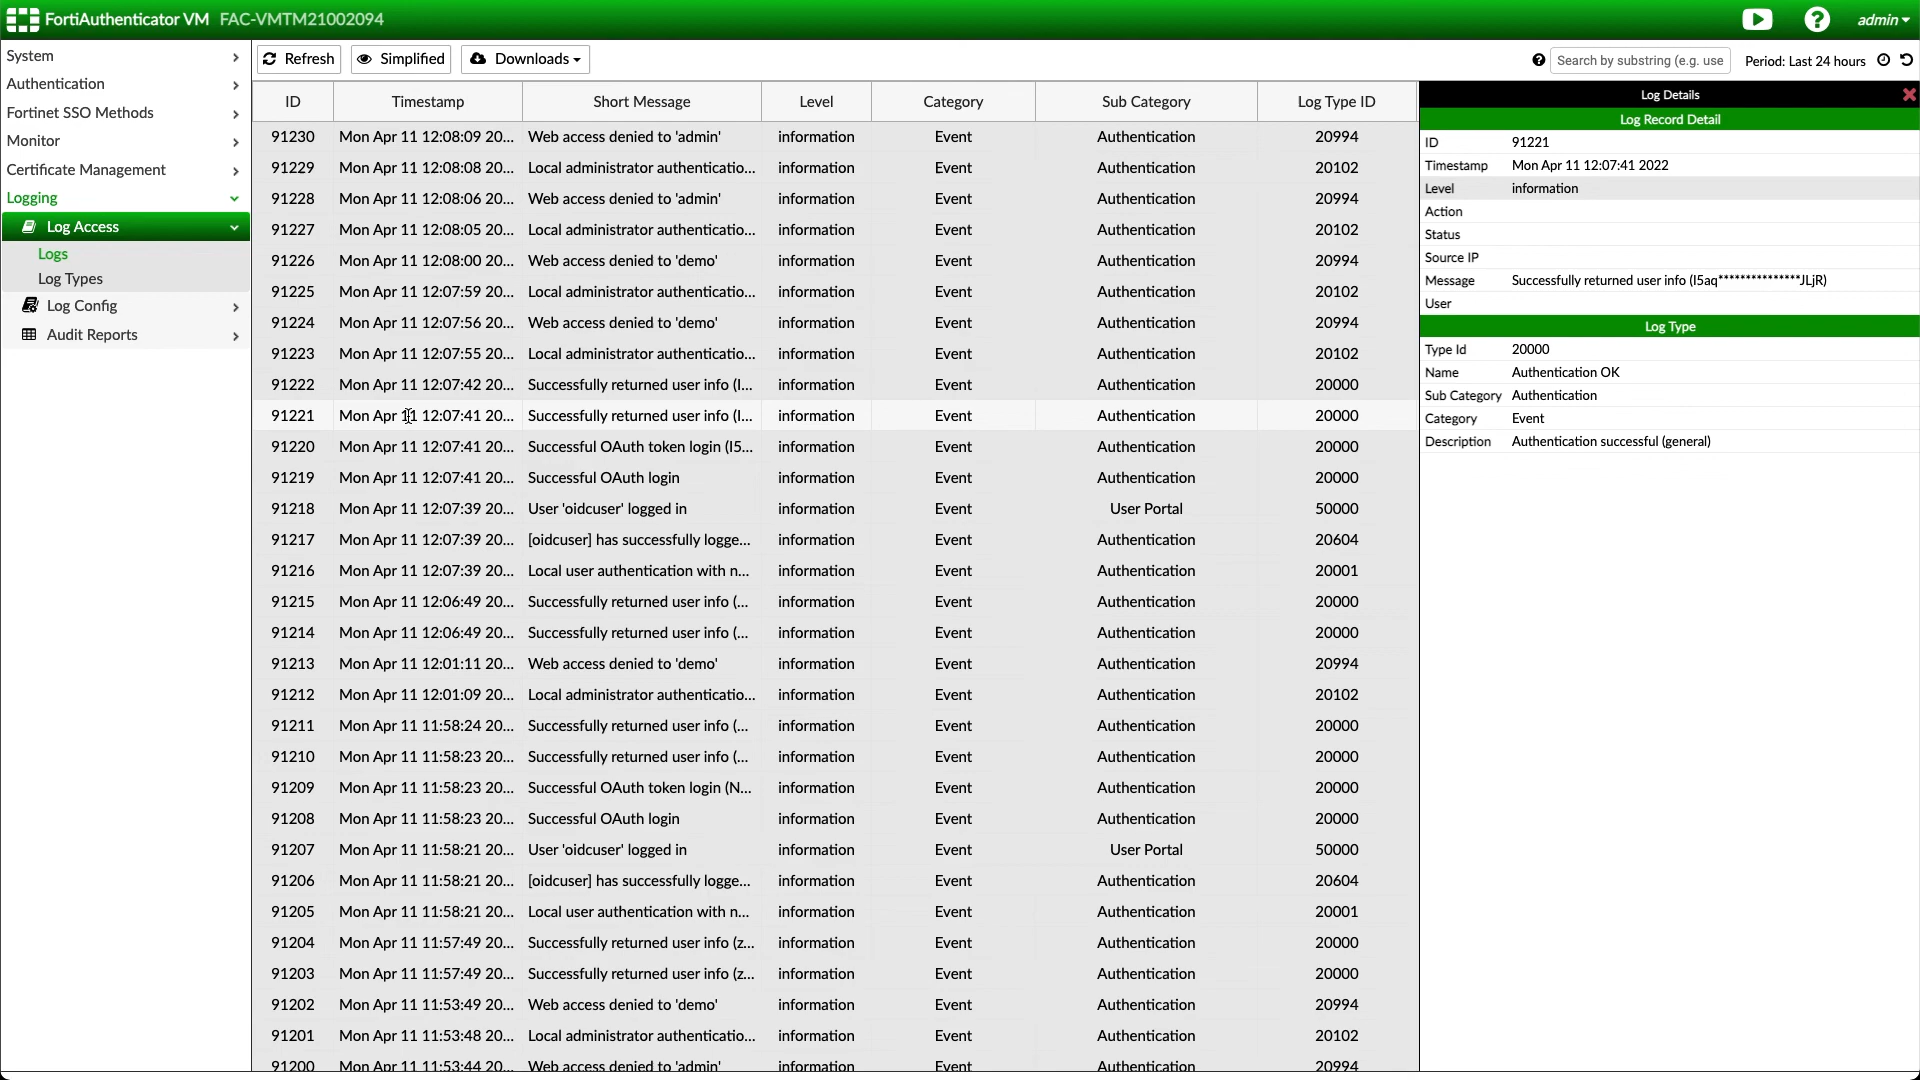 FortiAuthenticator VM FAC-VMTM21002094
admin
System
Authentication
Fortinet SSO Methods
Monitor
Certificate Management
Logging
Log Access
Logs
Log Types
Log Config
Audit Reports
Refresh Simplified Downloads
Search by substring (e.g. use Period: Last 24 hours
ID Timestamp Short Message Level Category Sub Category Log Type ID
91230 Mon Apr 11 12:08:09 20... Web access denied to 'admin' information Event Authentication 20994
91229 Mon Apr 11 12:08:08 20... Local administrator authenticatio... information Event Authentication 20102
91228 Mon Apr 11 12:08:06 20... Web access denied to 'admin' information Event Authentication 20994
91227 Mon Apr 11 12:08:05 20... Local administrator authenticatio... information Event Authentication 20102
91226 Mon Apr 11 12:08:00 20... Web access denied to 'demo' information Event Authentication 20994
91225 Mon Apr 11 12:07:59 20... Local administrator authenticatio... information Event Authentication 20102
91224 Mon Apr 11 12:07:56 20... Web access denied to 'demo' information Event Authentication 20994
91223 Mon Apr 11 12:07:55 20... Local administrator authenticatio... information Event Authentication 20102
91222 Mon Apr 11 12:07:42 20... Successfully returned user info (I... information Event Authentication 20000
91221 Mon Apr 11 12:07:41 20... Successfully returned user info (I... information Event Authentication 20000
91220 Mon Apr 11 12:07:41 20... Successful OAuth token login (I5... information Event Authentication 20000
91219 Mon Apr 11 12:07:41 20... Successful OAuth login information Event Authentication 20000
91218 Mon Apr 11 12:07:39 20... User 'oidcuser' logged in information Event User Portal 50000
91217 Mon Apr 11 12:07:39 20... [oidcuser] has successfully logge... information Event Authentication 20604
91216 Mon Apr 11 12:07:39 20... Local user authentication with n... information Event Authentication 20001
91215 Mon Apr 11 12:06:49 20... Successfully returned user info (... information Event Authentication 20000
91214 Mon Apr 11 12:06:49 20... Successfully returned user info (... information Event Authentication 20000
91213 Mon Apr 11 12:01:11 20... Web access denied to 'demo' information Event Authentication 20994
91212 Mon Apr 11 12:01:09 20... Local administrator authenticatio... information Event Authentication 20102
91211 Mon Apr 11 11:58:24 20... Successfully returned user info (... information Event Authentication 20000
91210 Mon Apr 11 11:58:23 20... Successfully returned user info (... information Event Authentication 20000
91209 Mon Apr 11 11:58:23 20... Successful OAuth token login (N... information Event Authentication 20000
91208 Mon Apr 11 11:58:23 20... Successful OAuth login information Event Authentication 20000
91207 Mon Apr 11 11:58:21 20... User 'oidcuser' logged in information Event User Portal 50000
91206 Mon Apr 11 11:58:21 20... [oidcuser] has successfully logge... information Event Authentication 20604
91205 Mon Apr 11 11:58:21 20... Local user authentication with n... information Event Authentication 20001
91204 Mon Apr 11 11:57:49 20... Successfully returned user info (z... information Event Authentication 20000
91203 Mon Apr 11 11:57:49 20... Successfully returned user info (z... information Event Authentication 20000
91202 Mon Apr 11 11:53:49 20... Web access denied to 'demo' information Event Authentication 20994
91201 Mon Apr 11 11:53:48 20... Local administrator authenticatio... information Event Authentication 20102
91200 Mon Apr 11 11:53:44 20... Web access denied to 'admin' information Event Authentication 20994
Log Details
Log Record Detail
ID 91221
Timestamp Mon Apr 11 12:07:41 2022
Level information
Action
Status
Source IP
Message Successfully returned user info (I5aq***************JLjR)
User
Log Type
Type Id 20000
Name Authentication OK
Sub Category Authentication
Category Event
Description Authentication successful (general)